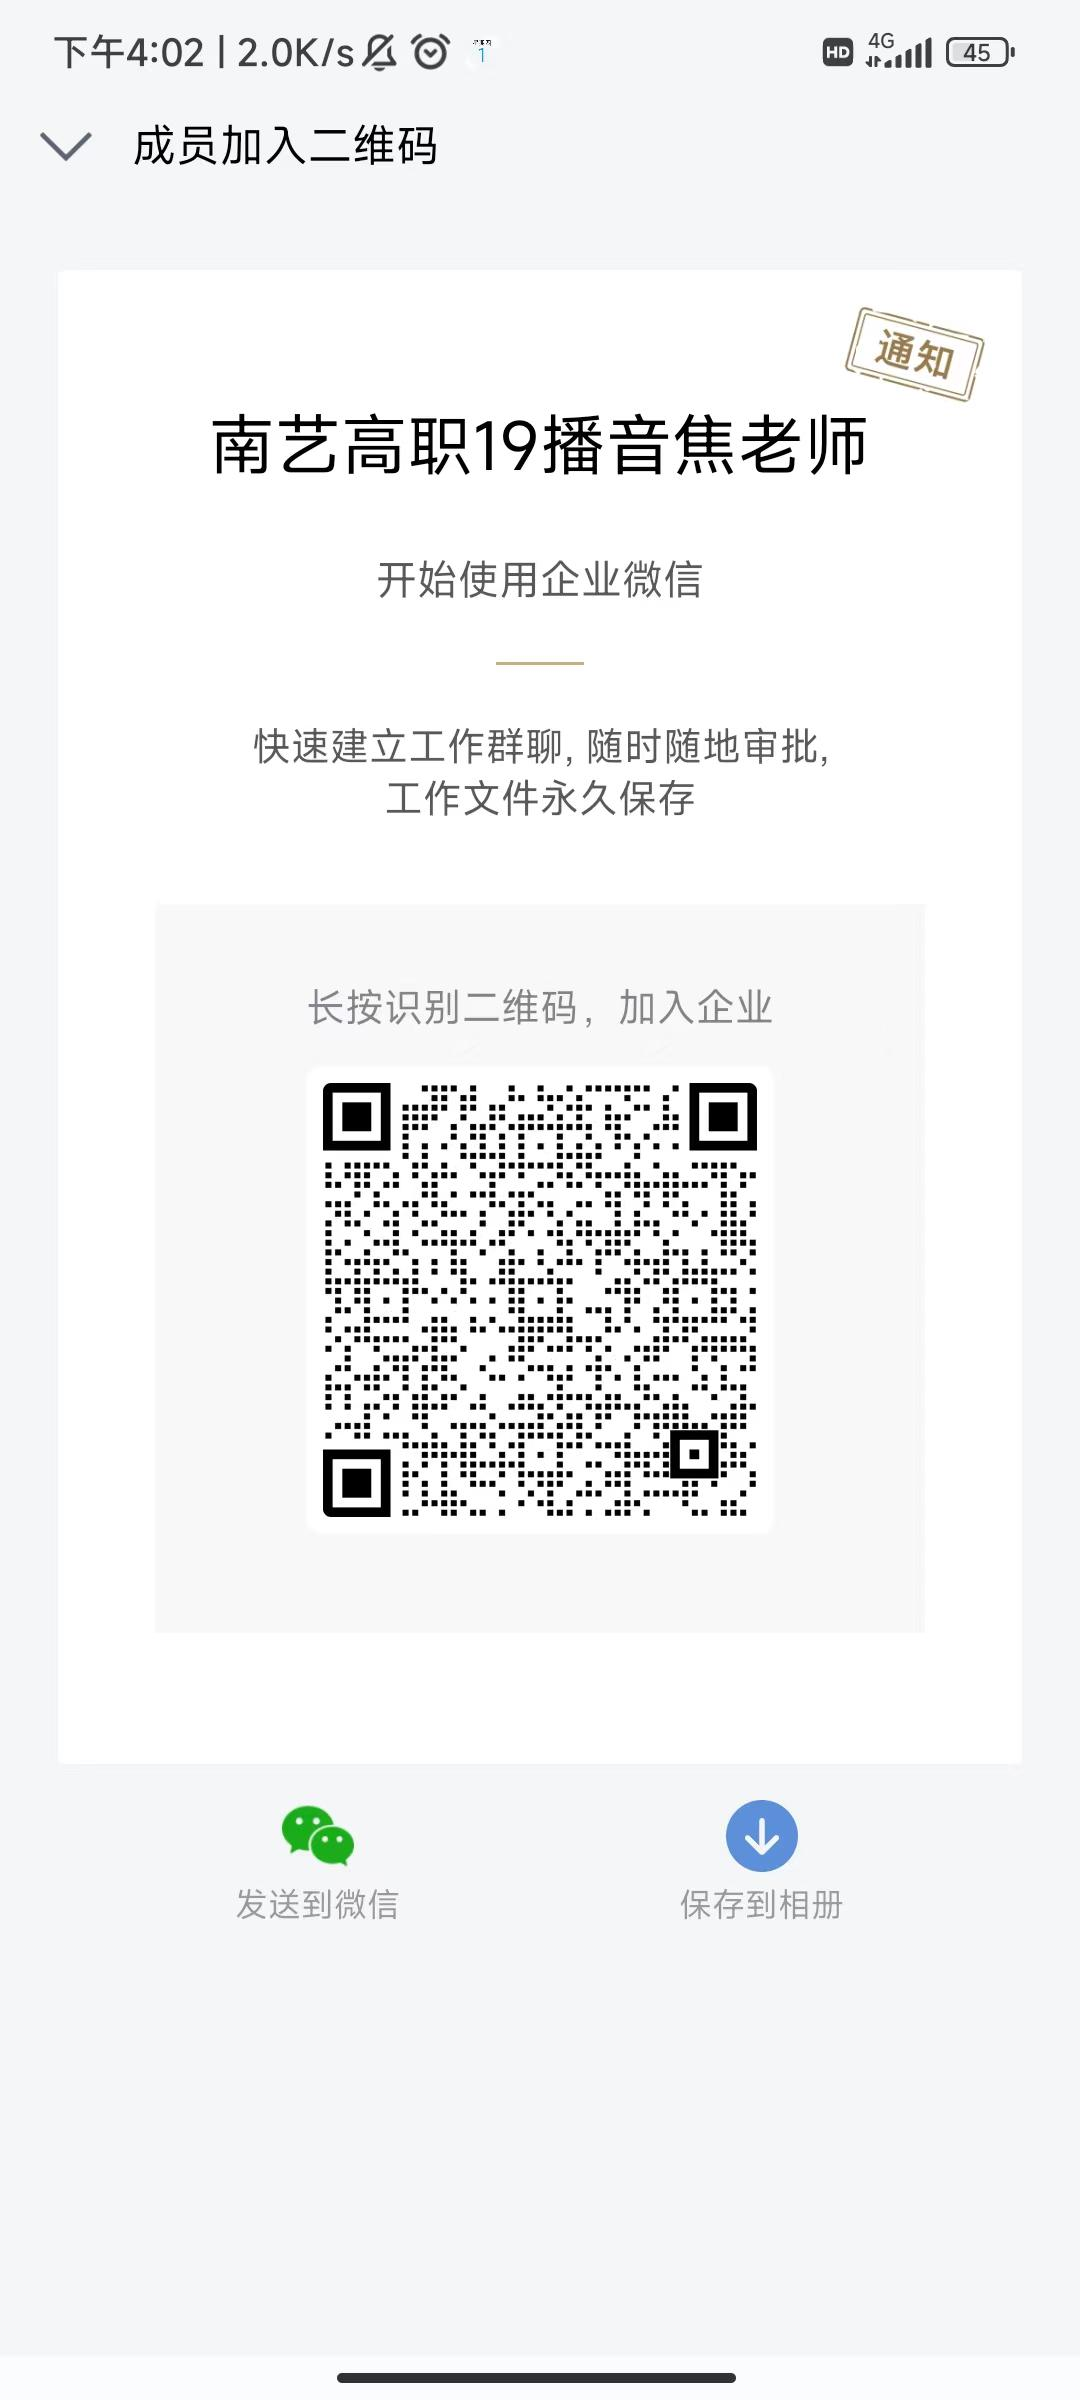 下午4:02 | 2.0K/s
HD 4G 45
成员加入二维码
通知
南艺高职19播音焦老师
开始使用企业微信
快速建立工作群聊, 随时随地审批,
工作文件永久保存
长按识别二维码，加入企业
发送到微信
保存到相册